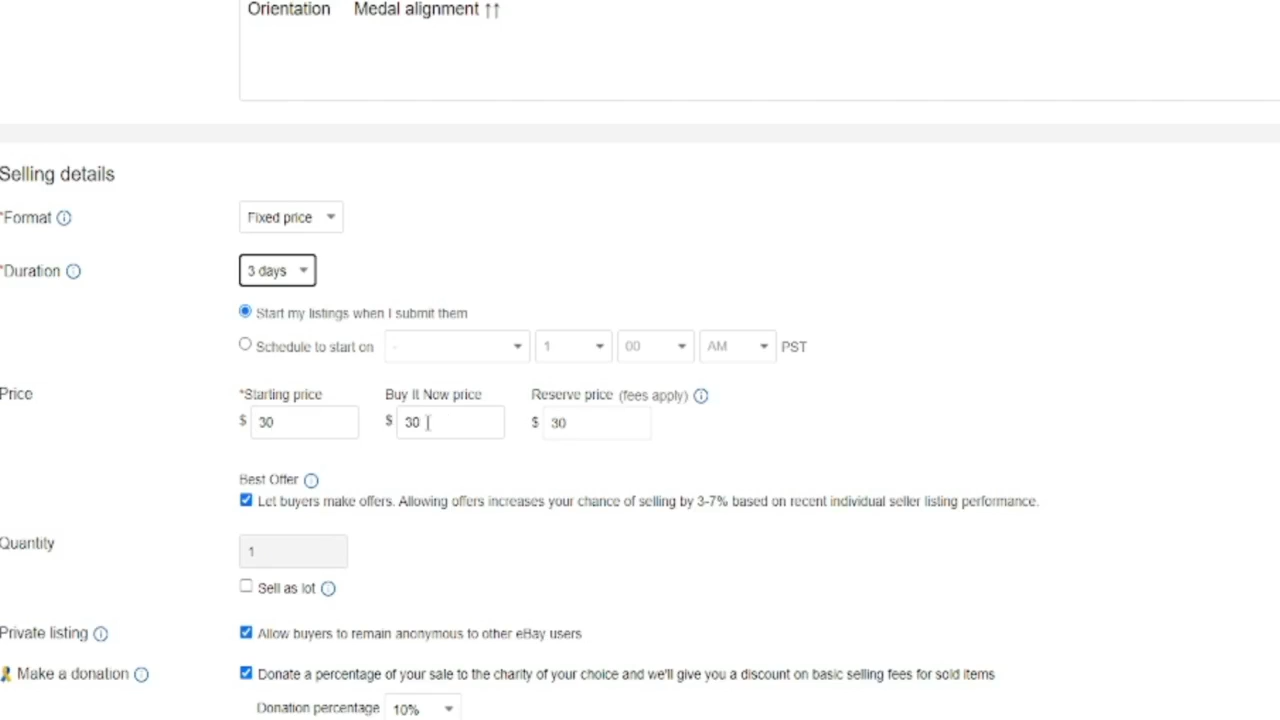 Orientation Medal alignment ↑↑
Selling details
*Format
Fixed price
*Duration
3 days
Start my listings when I submit them
Schedule to start on - 1 00 AM PST
Price
*Starting price Buy It Now price Reserve price (fees apply)
$ 30 $ 30 $ 30
Best Offer
Let buyers make offers. Allowing offers increases your chance of selling by 3-7% based on recent individual seller listing performance.
Quantity
1
Sell as lot
Private listing
Allow buyers to remain anonymous to other eBay users
Make a donation
Donate a percentage of your sale to the charity of your choice and we'll give you a discount on basic selling fees for sold items
Donation percentage 10%